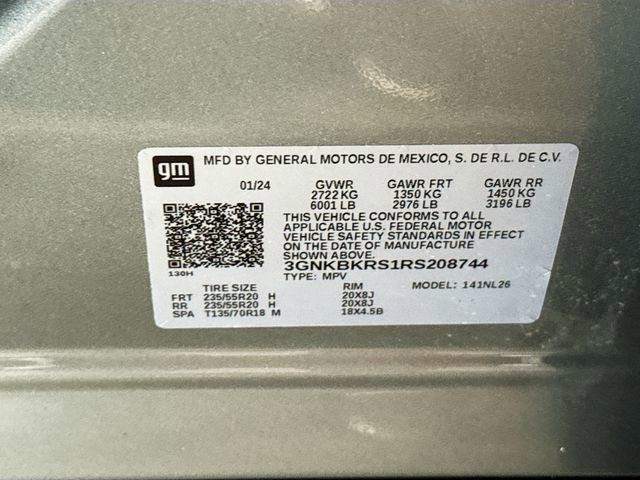 gm MFD BY GENERAL MOTORS DE MEXICO, S. DE R.L. DE C.V.
01/24 GVWR GAWR FRT GAWR RR
2722 KG 1350 KG 1450 KG
6001 LB 2976 LB 3196 LB
THIS VEHICLE CONFORMS TO ALL
APPLICABLE U.S. FEDERAL MOTOR
VEHICLE SAFETY STANDARDS IN EFFECT
ON THE DATE OF MANUFACTURE
SHOWN ABOVE.
3GNKBKRS1RS208744
130H TYPE: MPV MODEL: 141NL26
TIRE SIZE RIM
FRT 235/55R20 H 20X8J
RR 235/55R20 H 20X8J
SPA T135/70R18 M 18X4.5B